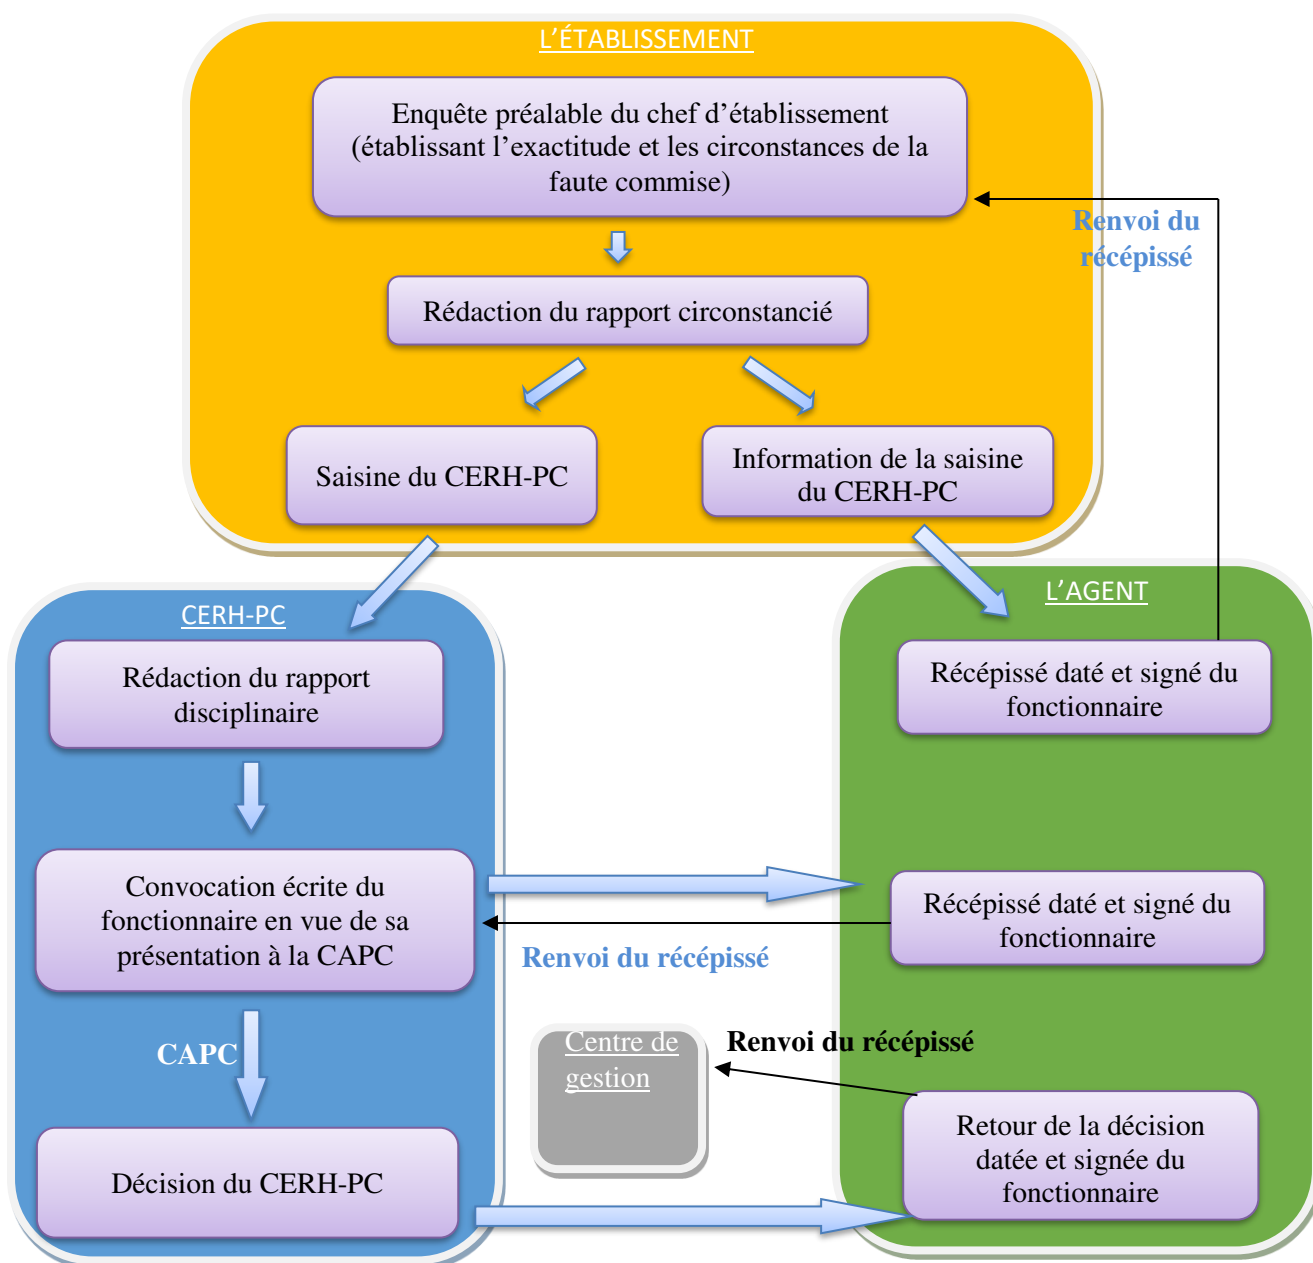 L'ÉTABLISSEMENT
Enquête préalable du chef d'établissement
(établissant l'exactitude et les circonstances de la
faute commise)
Renvoi du
récépissé
Rédaction du rapport circonstancié
Saisine du CERH-PC
Information de la saisine
du CERH-PC
CERH-PC
L'AGENT
Rédaction du rapport
disciplinaire
Récépissé daté et signé du
fonctionnaire
Convocation écrite du
fonctionnaire en vue de sa
présentation à la CAPC
Récépissé daté et signé du
fonctionnaire
Renvoi du récépissé
CAPC
Centre de
gestion
Renvoi du récépissé
Décision du CERH-PC
Retour de la décision
datée et signée du
fonctionnaire